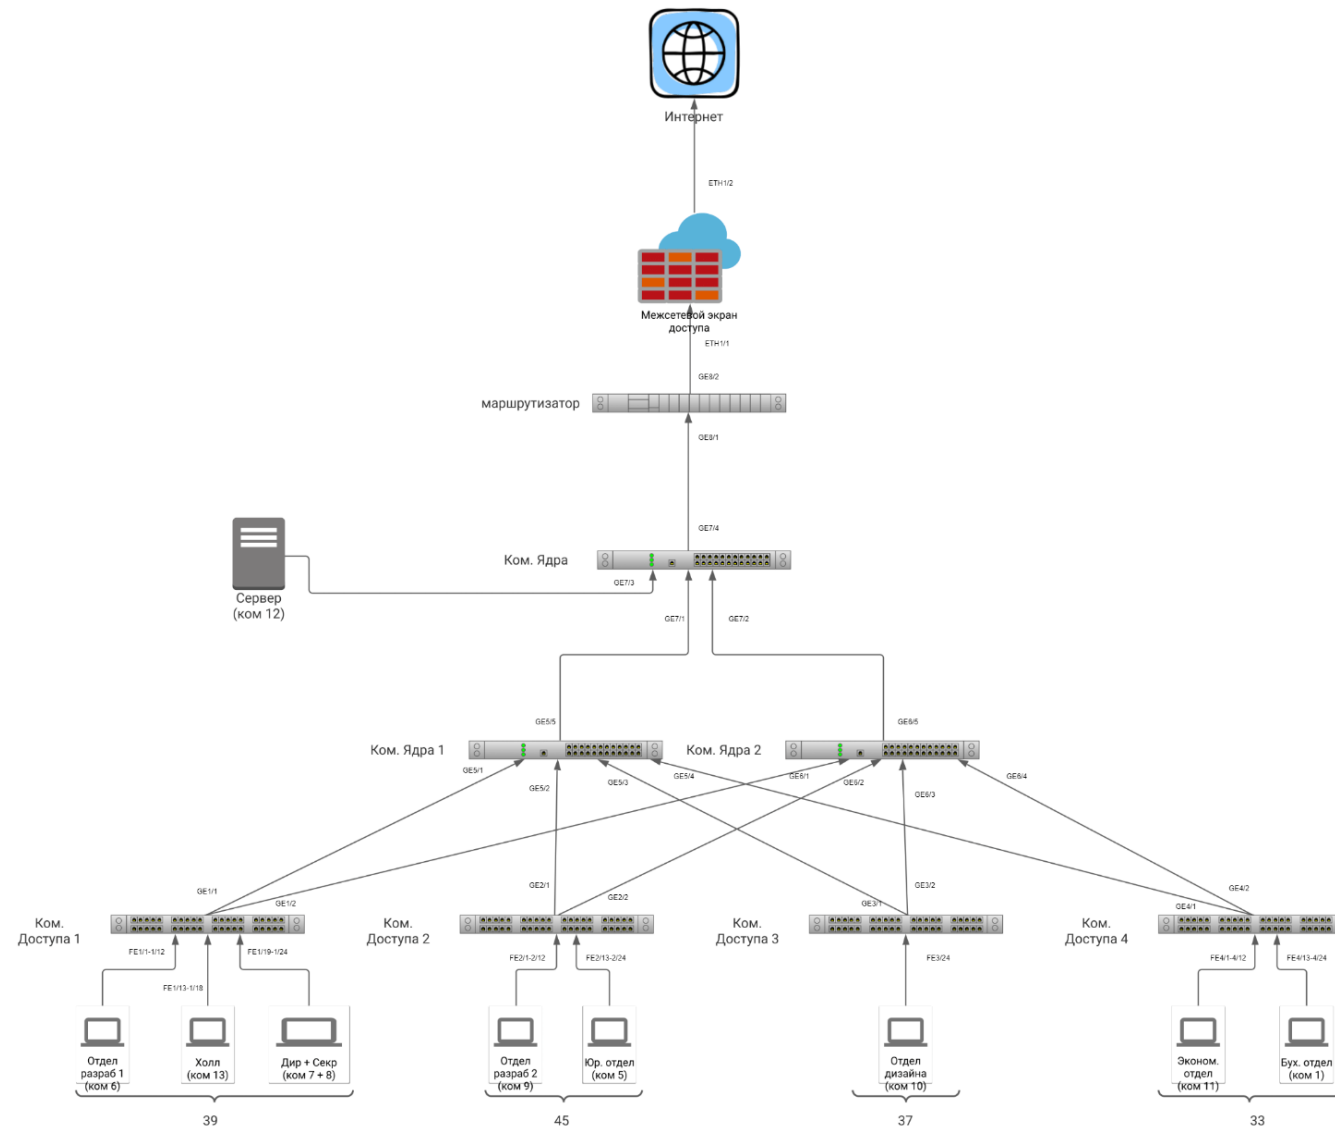 Интернет
ETH1/2
Межсетевой экран
доступа
ETH1/1
GE8/2
маршрутизатор
GE8/1
GE7/4
Ком. Ядра
Сервер
(ком 12)
GE7/3
GE7/1
GE7/2
GE5/5
GE6/5
Ком. Ядра 1
Ком. Ядра 2
GE5/1
GE5/2
GE5/3
GE5/4
GE6/1
GE6/2
GE6/3
GE6/4
GE1/1
GE1/2
GE2/1
GE2/2
GE3/1
GE3/2
GE4/1
GE4/2
Ком.
Доступа 1
Ком.
Доступа 2
Ком.
Доступа 3
Ком.
Доступа 4
FE1/1-1/12
FE1/13-1/18
FE1/19-1/24
FE2/1-2/12
FE2/13-2/24
FE3/24
FE4/1-4/12
FE4/13-4/24
Отдел
разраб 1
(ком 6)
Холл
(ком 13)
Дир + Секр
(ком 7 + 8)
Отдел
разраб 2
(ком 9)
Юр. отдел
(ком 5)
Отдел
дизайна
(ком 10)
Эконом.
отдел
(ком 11)
Бух. отдел
(ком 1)
39
45
37
33